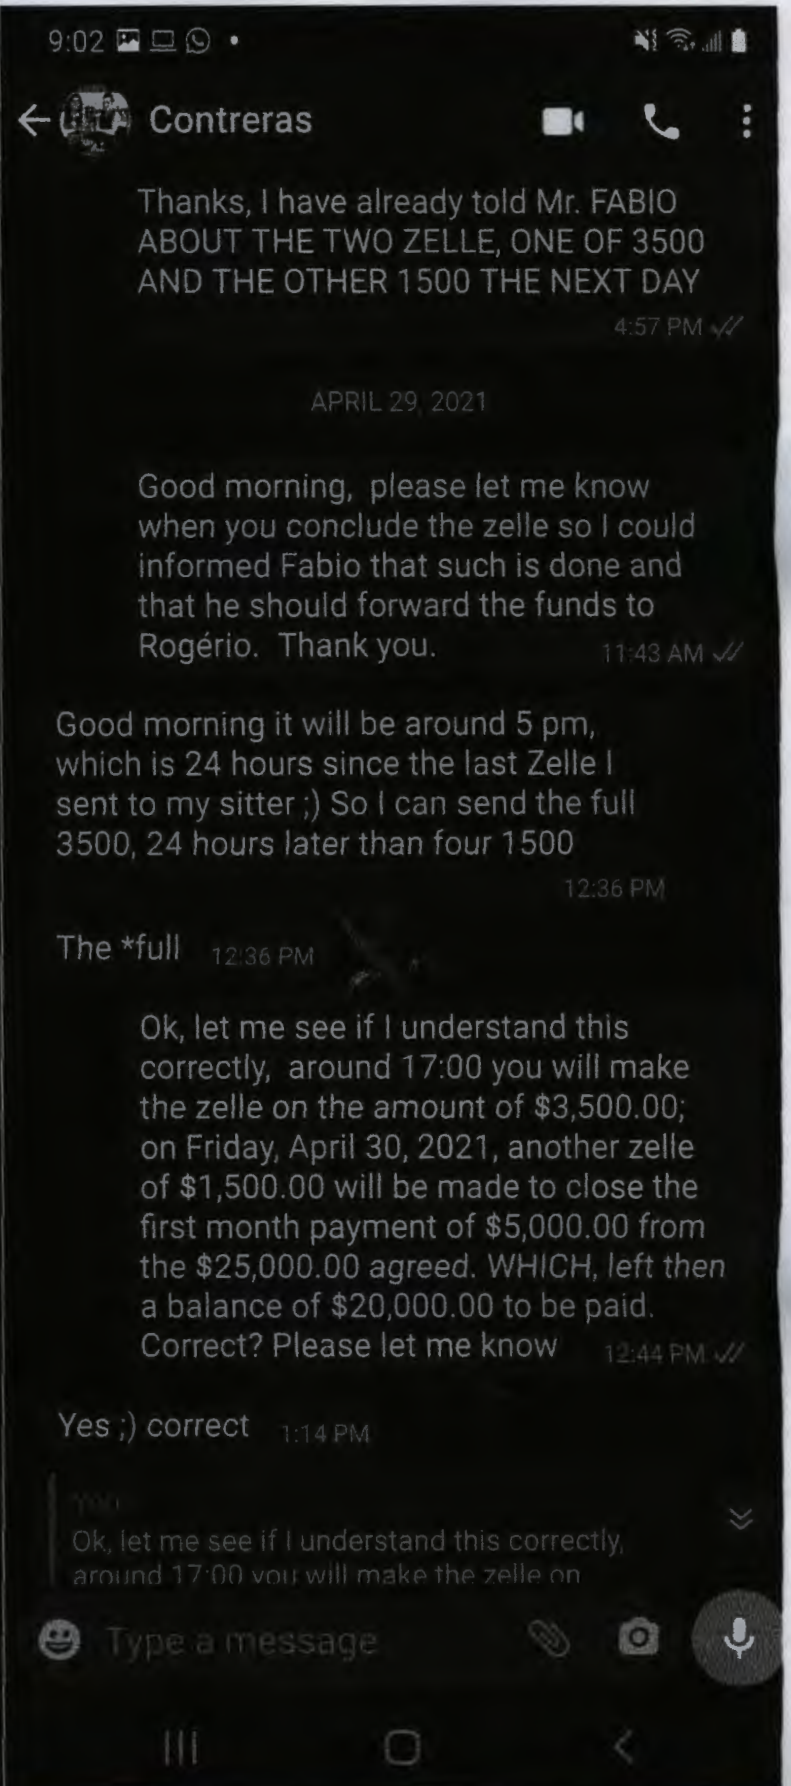 9:02
Contreras
Thanks, I have already told Mr. FABIO
ABOUT THE TWO ZELLE, ONE OF 3500
AND THE OTHER 1500 THE NEXT DAY
4:57 PM
APRIL 29, 2021
Good morning,  please let me know
when you conclude the zelle so I could
informed Fabio that such is done and
that he should forward the funds to
Rogério.  Thank you. 11:43 AM
Good morning it will be around 5 pm,
which is 24 hours since the last Zelle I
sent to my sitter ;) So I can send the full
3500, 24 hours later than four 1500
12:36 PM
The *full 12:36 PM
Ok, let me see if I understand this
correctly,  around 17:00 you will make
the zelle on the amount of $3,500.00;
on Friday, April 30, 2021, another zelle
of $1,500.00 will be made to close the
first month payment of $5,000.00 from
the $25,000.00 agreed. WHICH, left then
a balance of $20,000.00 to be paid.
Correct? Please let me know 12:44 PM
Yes ;) correct 1:14 PM
You
Ok, let me see if I understand this correctly,
around 17:00 you will make the zelle on
Type a message